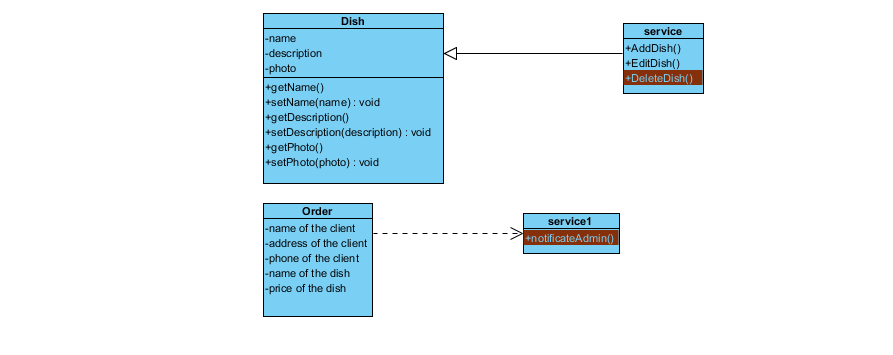 Dish
-name
-description
-photo
+getName()
+setName(name) : void
+getDescription()
+setDescription(description) : void
+getPhoto()
+setPhoto(photo) : void
service
+AddDish()
+EditDish()
+DeleteDish()
Order
-name of the client
-address of the client
-phone of the client
-name of the dish
-price of the dish
service1
+notificateAdmin()